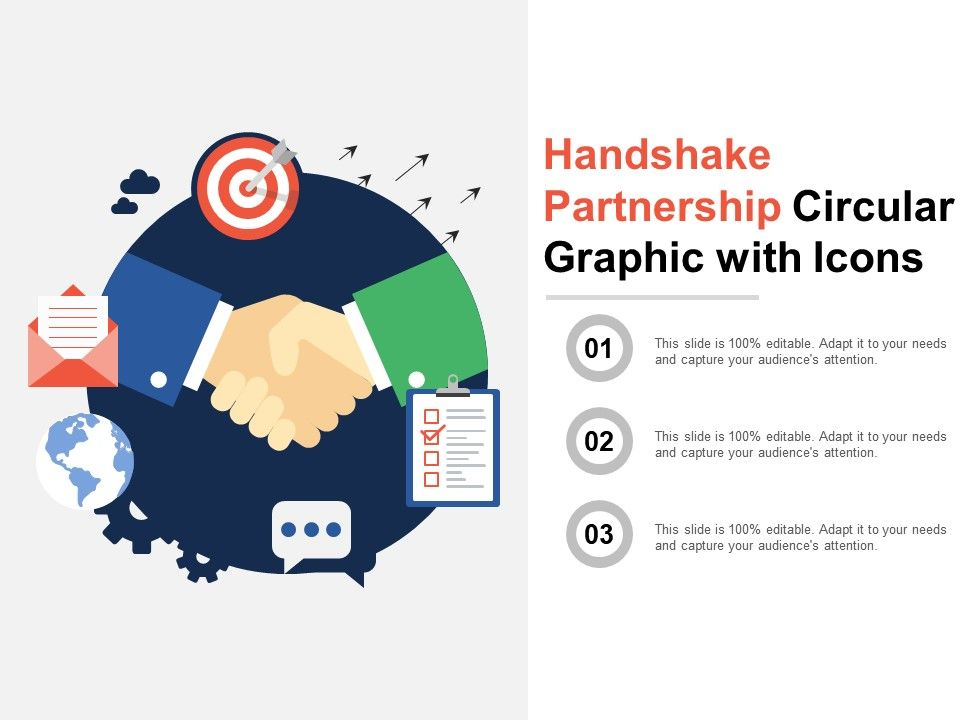 Handshake
Partnership Circular
Graphic with Icons
01
This slide is 100% editable. Adapt it to your needs
and capture your audience's attention.
02
This slide is 100% editable. Adapt it to your needs
and capture your audience's attention.
03
This slide is 100% editable. Adapt it to your needs
and capture your audience's attention.